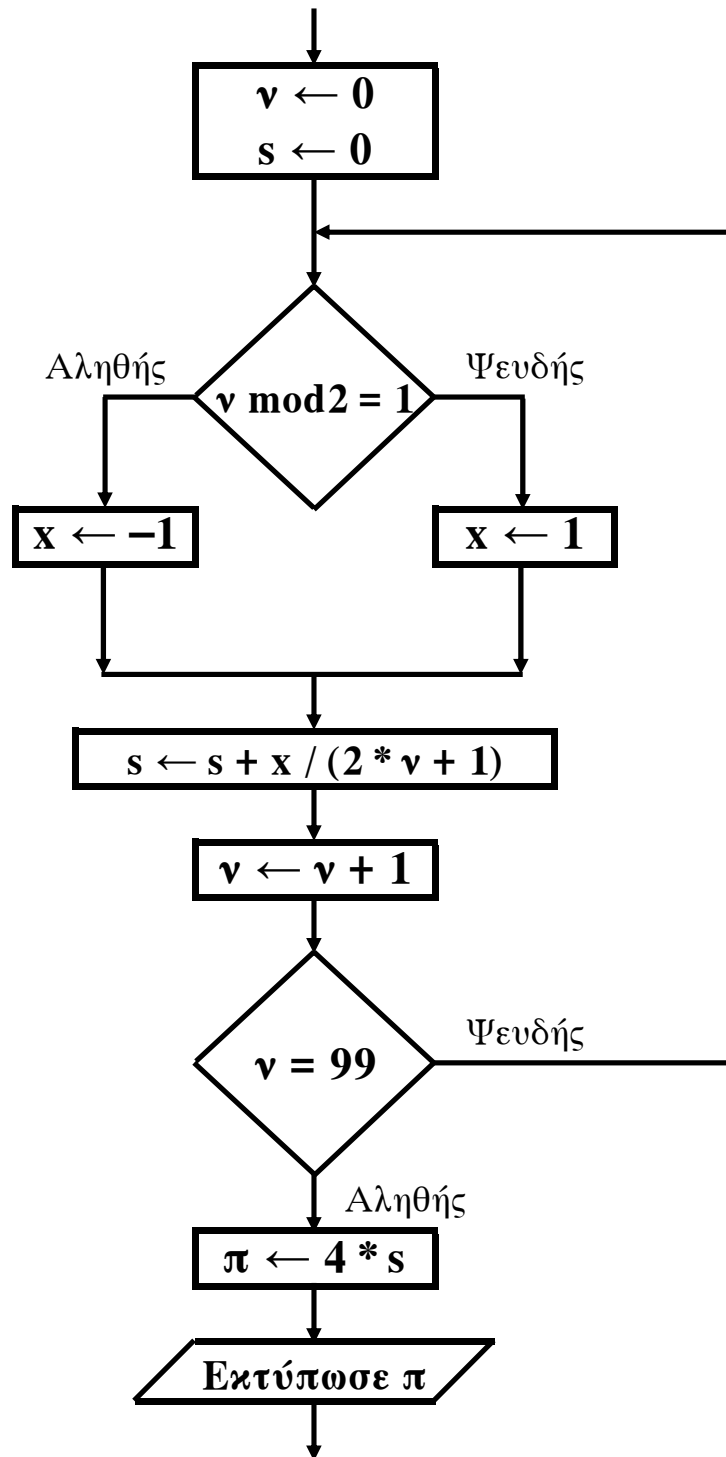 ν ← 0
s ← 0
Αληθής
Ψευδής
ν mod2 = 1
x ← −1
x ← 1
s ← s + x / (2 * ν + 1)
ν ← ν + 1
Ψευδής
ν = 99
Αληθής
π ← 4 * s
Εκτύπωσε π